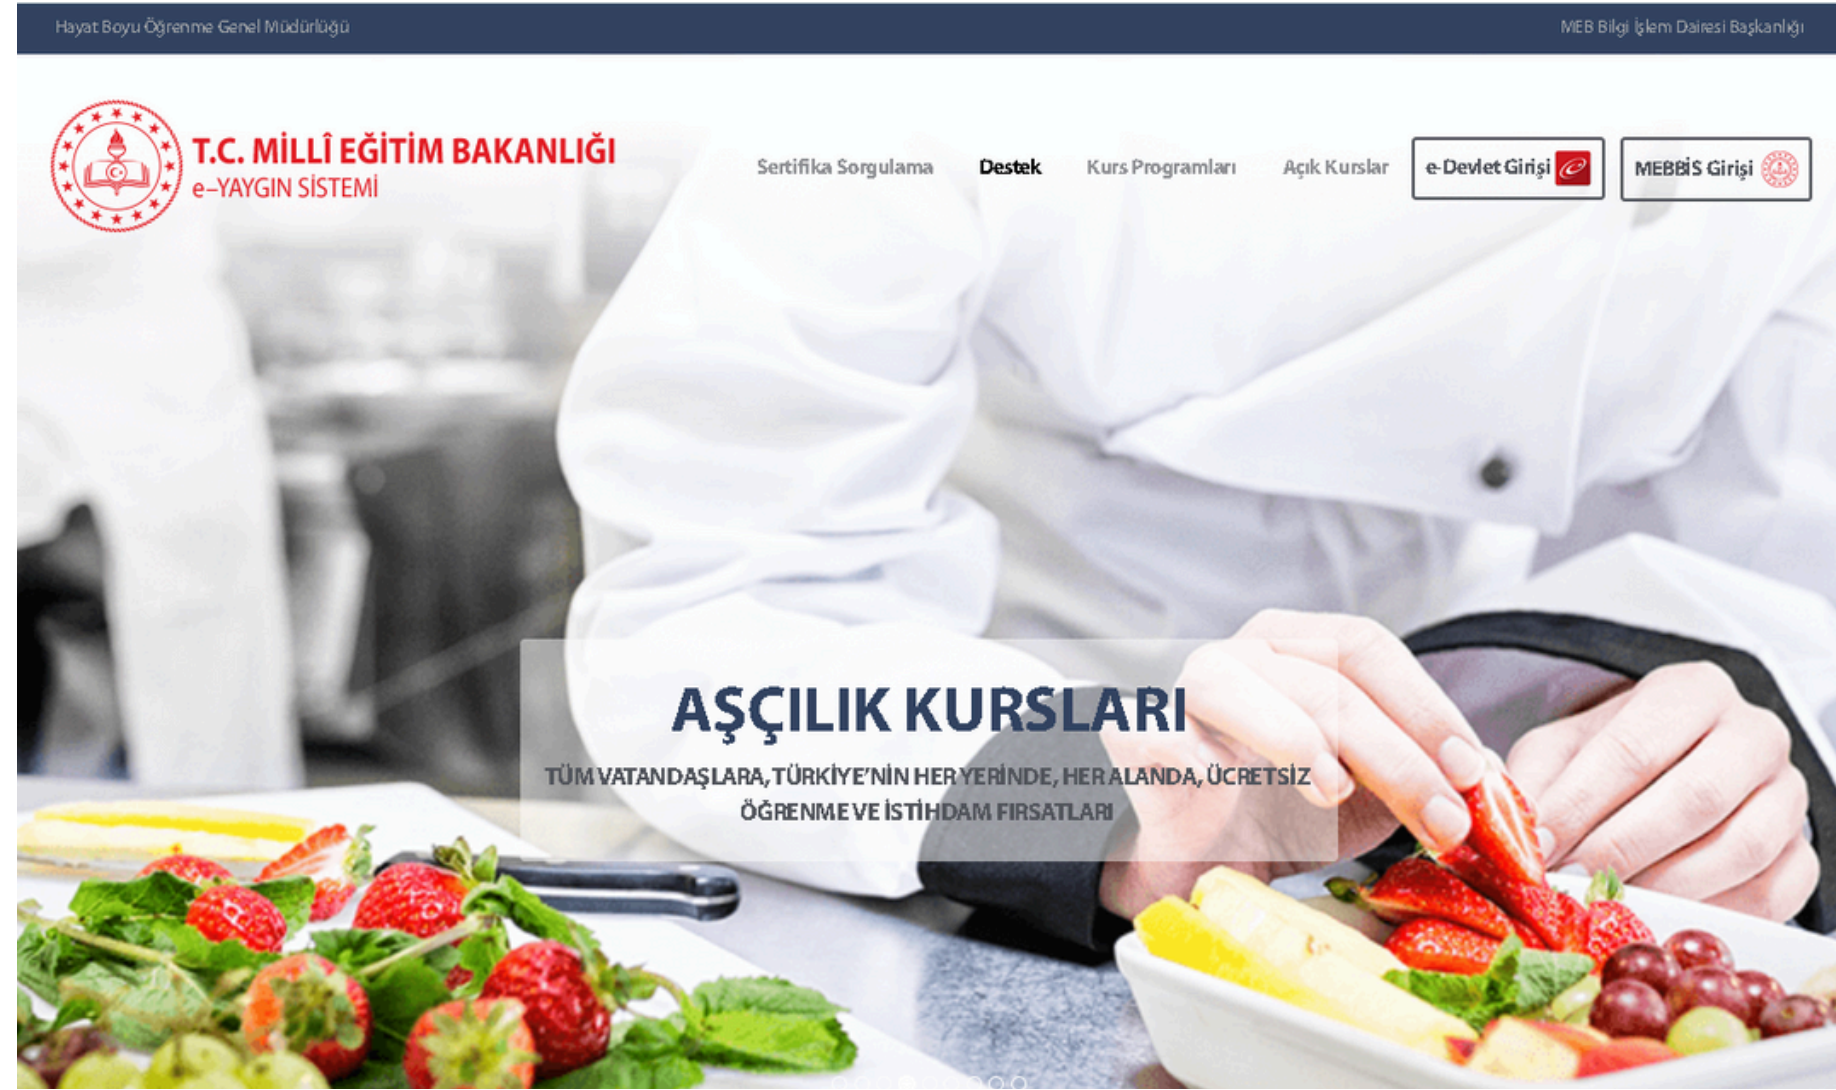 Hayat Boyu Öğrenme Genel Müdürlüğü
MEB Bilgi İşlem Dairesi Başkanlığı
T.C. MİLLÎ EĞİTİM BAKANLIĞI
e-YAYGIN SİSTEMİ
Sertifika Sorgulama
Destek
Kurs Programları
Açık Kurslar
e-Devlet Girişi
MEBBİS Girişi
AŞÇILIK KURSLARI
TÜM VATANDAŞLARA, TÜRKİYE'NİN HER YERİNDE, HER ALANDA, ÜCRETSİZ
ÖĞRENME VE İSTİHDAM FIRSATLARI